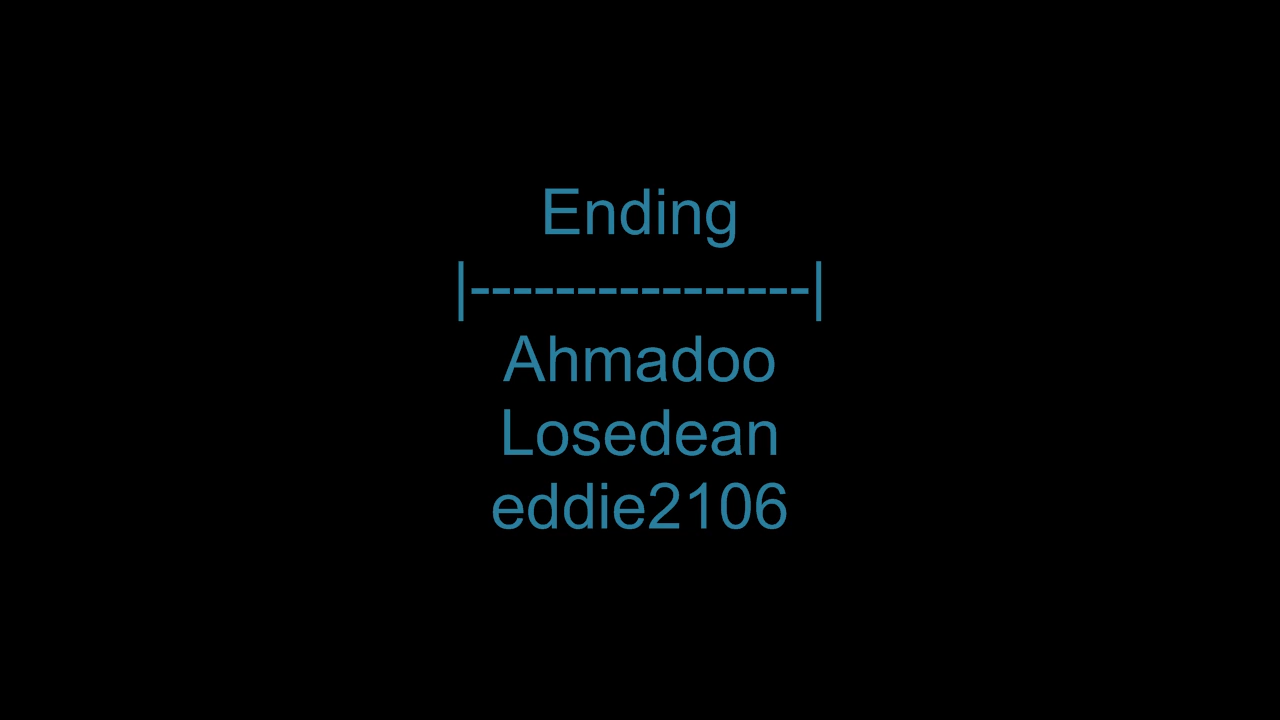 Ending
|----------------|
Ahmadoo
Losedean
eddie2106